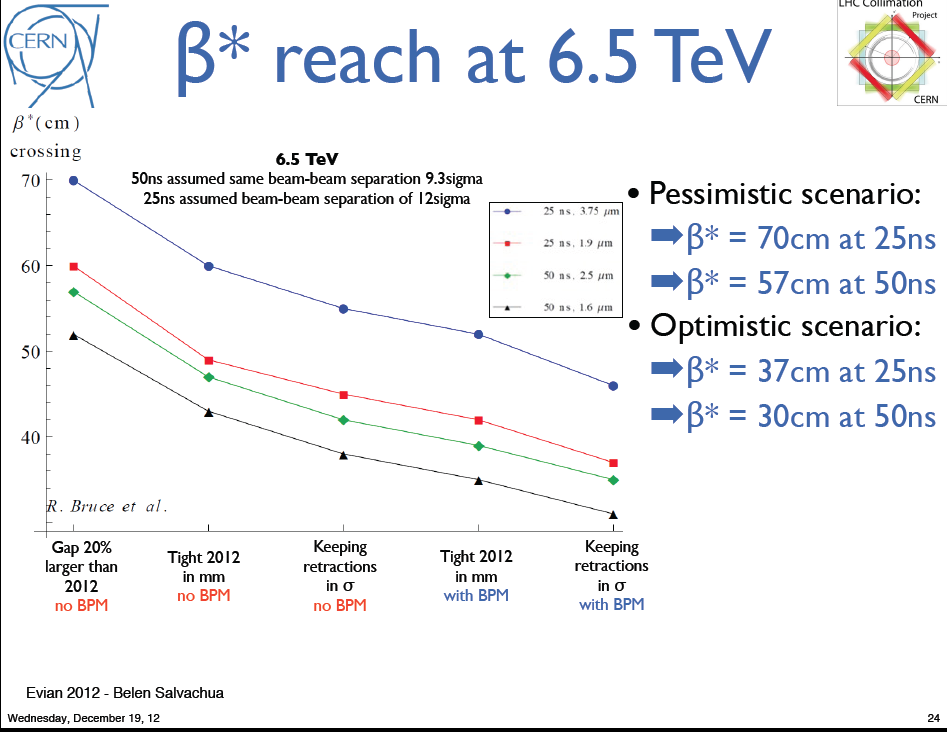 CERN
β* reach at 6.5 TeV
LHC Collimation
Project
CERN
β*(cm)
crossing
6.5 TeV
50ns assumed same beam-beam separation 9.3sigma
25ns assumed beam-beam separation of 12sigma
25 ns, 3.75 μm
25 ns, 1.9 μm
50 ns, 2.5 μm
50 ns, 1.6 μm
70
60
50
40
R. Bruce et al.
Gap 20%
larger than
2012
no BPM
Tight 2012
in mm
no BPM
Keeping
retractions
in σ
no BPM
Tight 2012
in mm
with BPM
Keeping
retractions
in σ
with BPM
• Pessimistic scenario:
➡β* = 70cm at 25ns
➡β* = 57cm at 50ns
• Optimistic scenario:
➡β* = 37cm at 25ns
➡β* = 30cm at 50ns
Evian 2012 - Belen Salvachua
Wednesday, December 19, 12
24